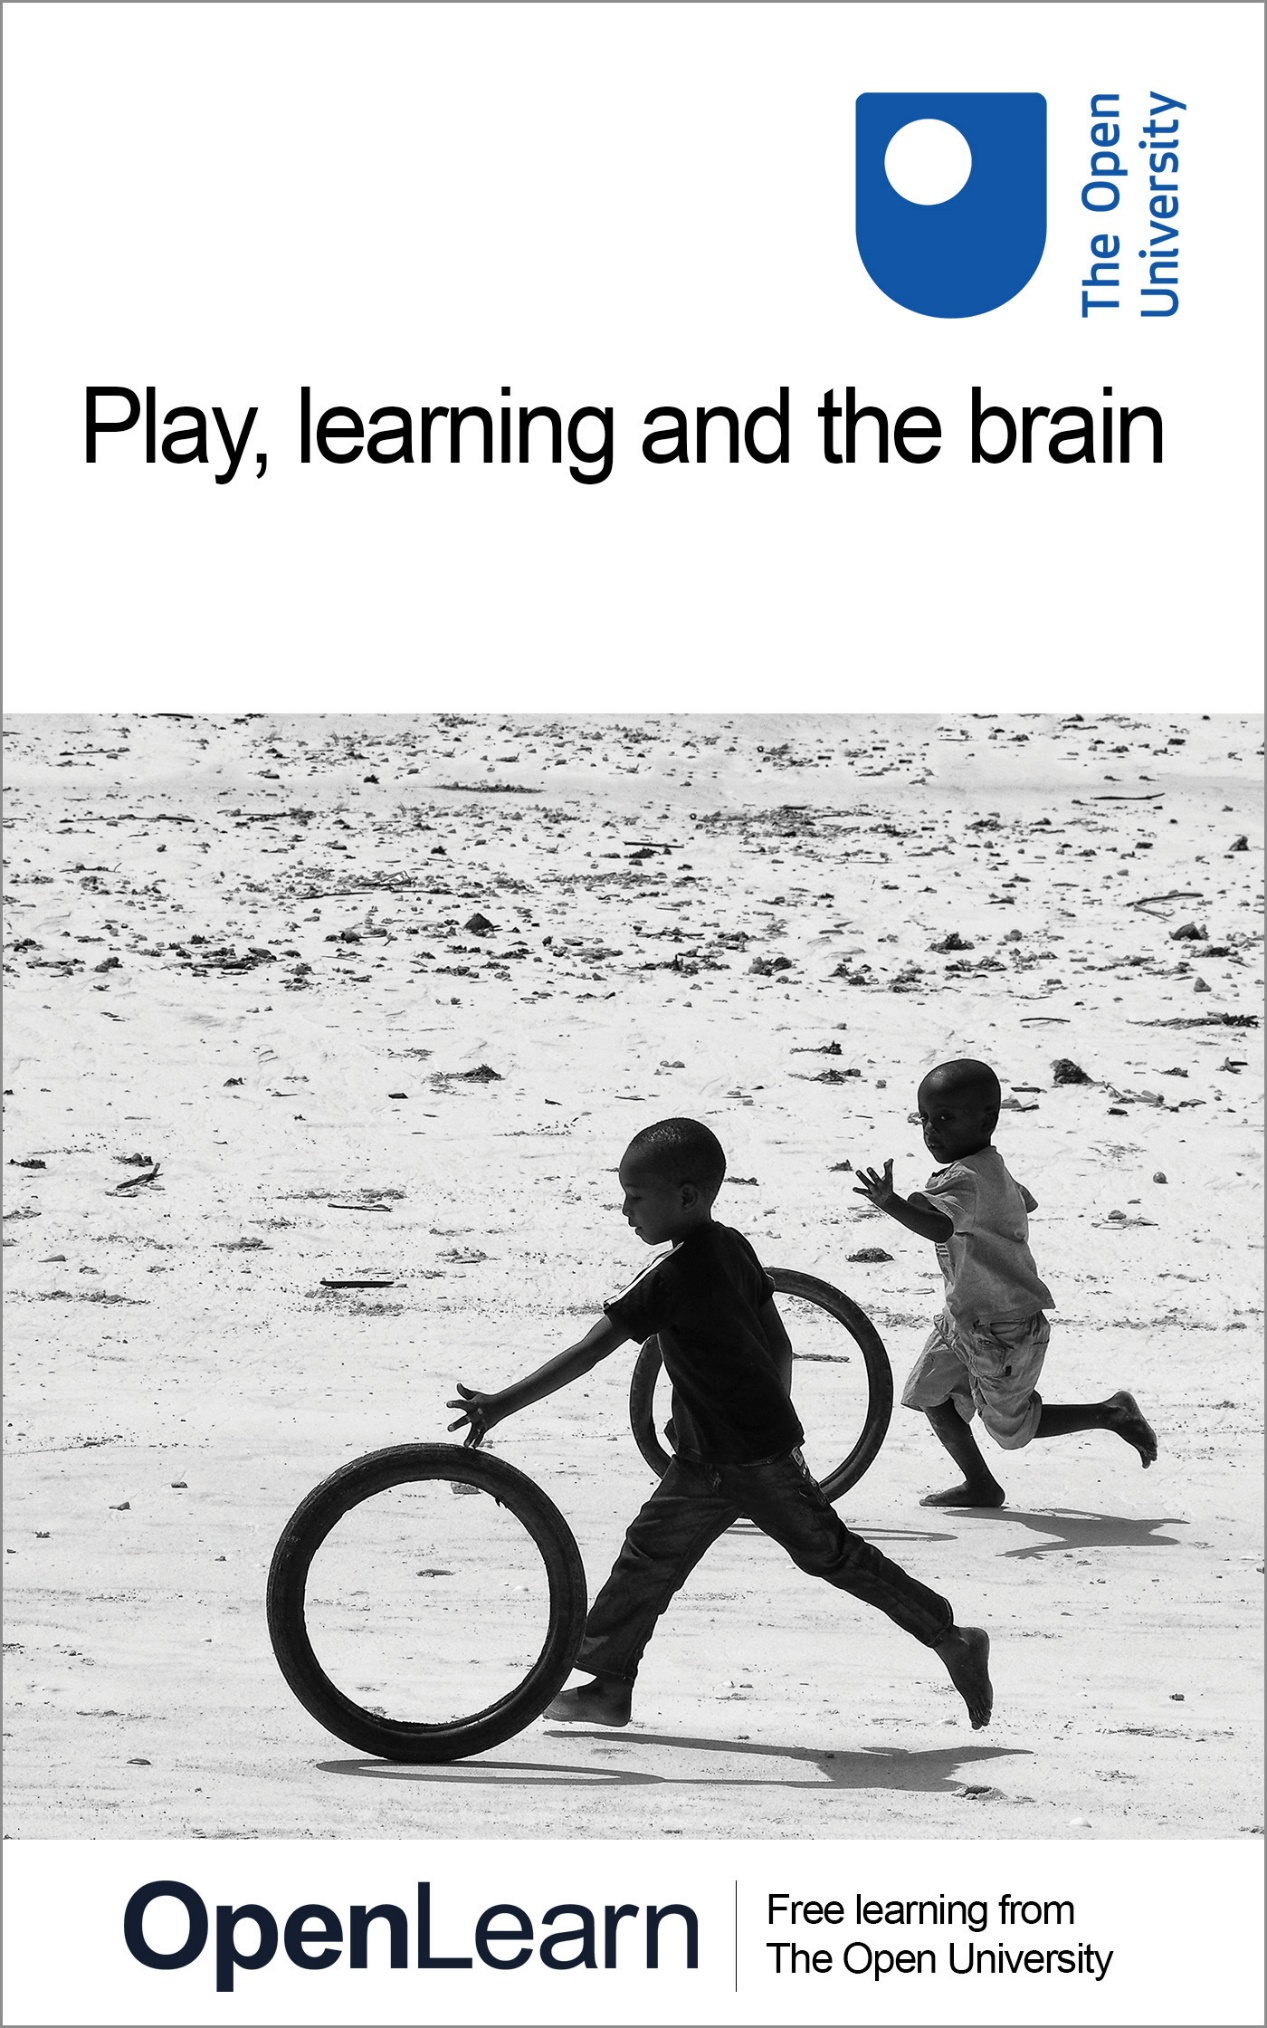 The Open
University
Play, learning and the brain
OpenLearn
Free learning from
The Open University